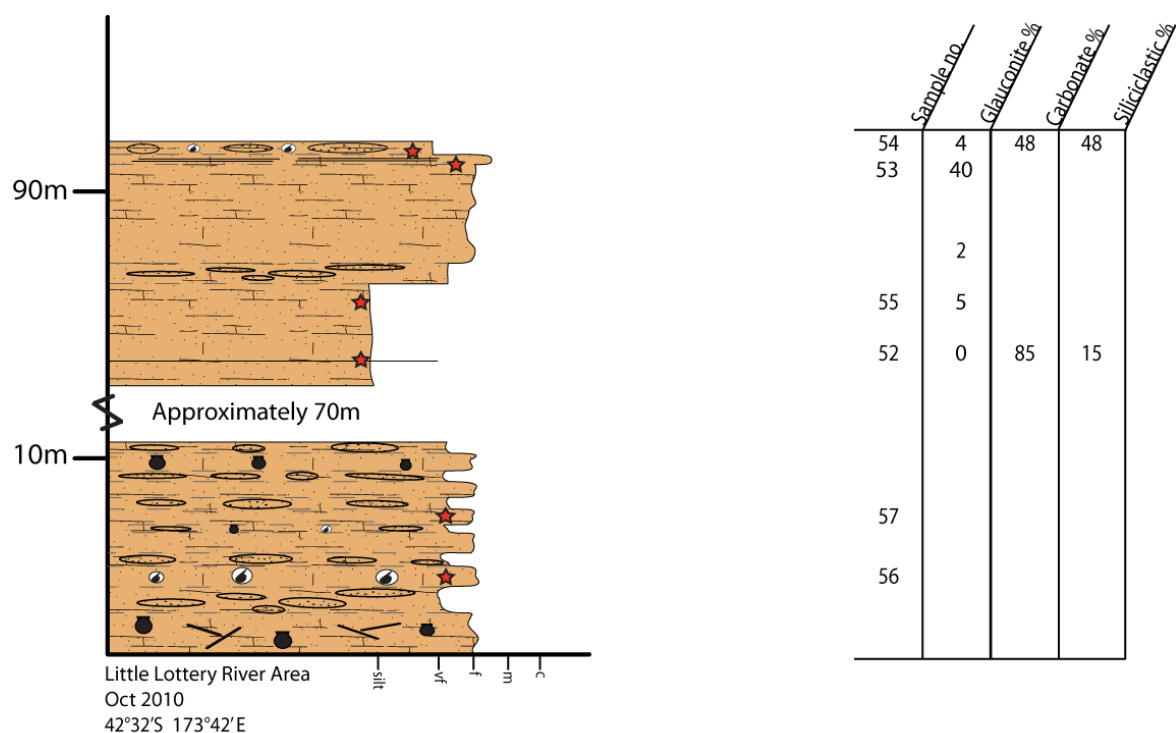 Sample no.
Glauconite %
Carbonate %
Siliciclastic %
54 4 48 48
53 40
90m
2
55 5
52 0 85 15
Approximately 70m
10m
57
56
silt vf f m c
Little Lottery River Area
Oct 2010
42°32'S 173°42'E